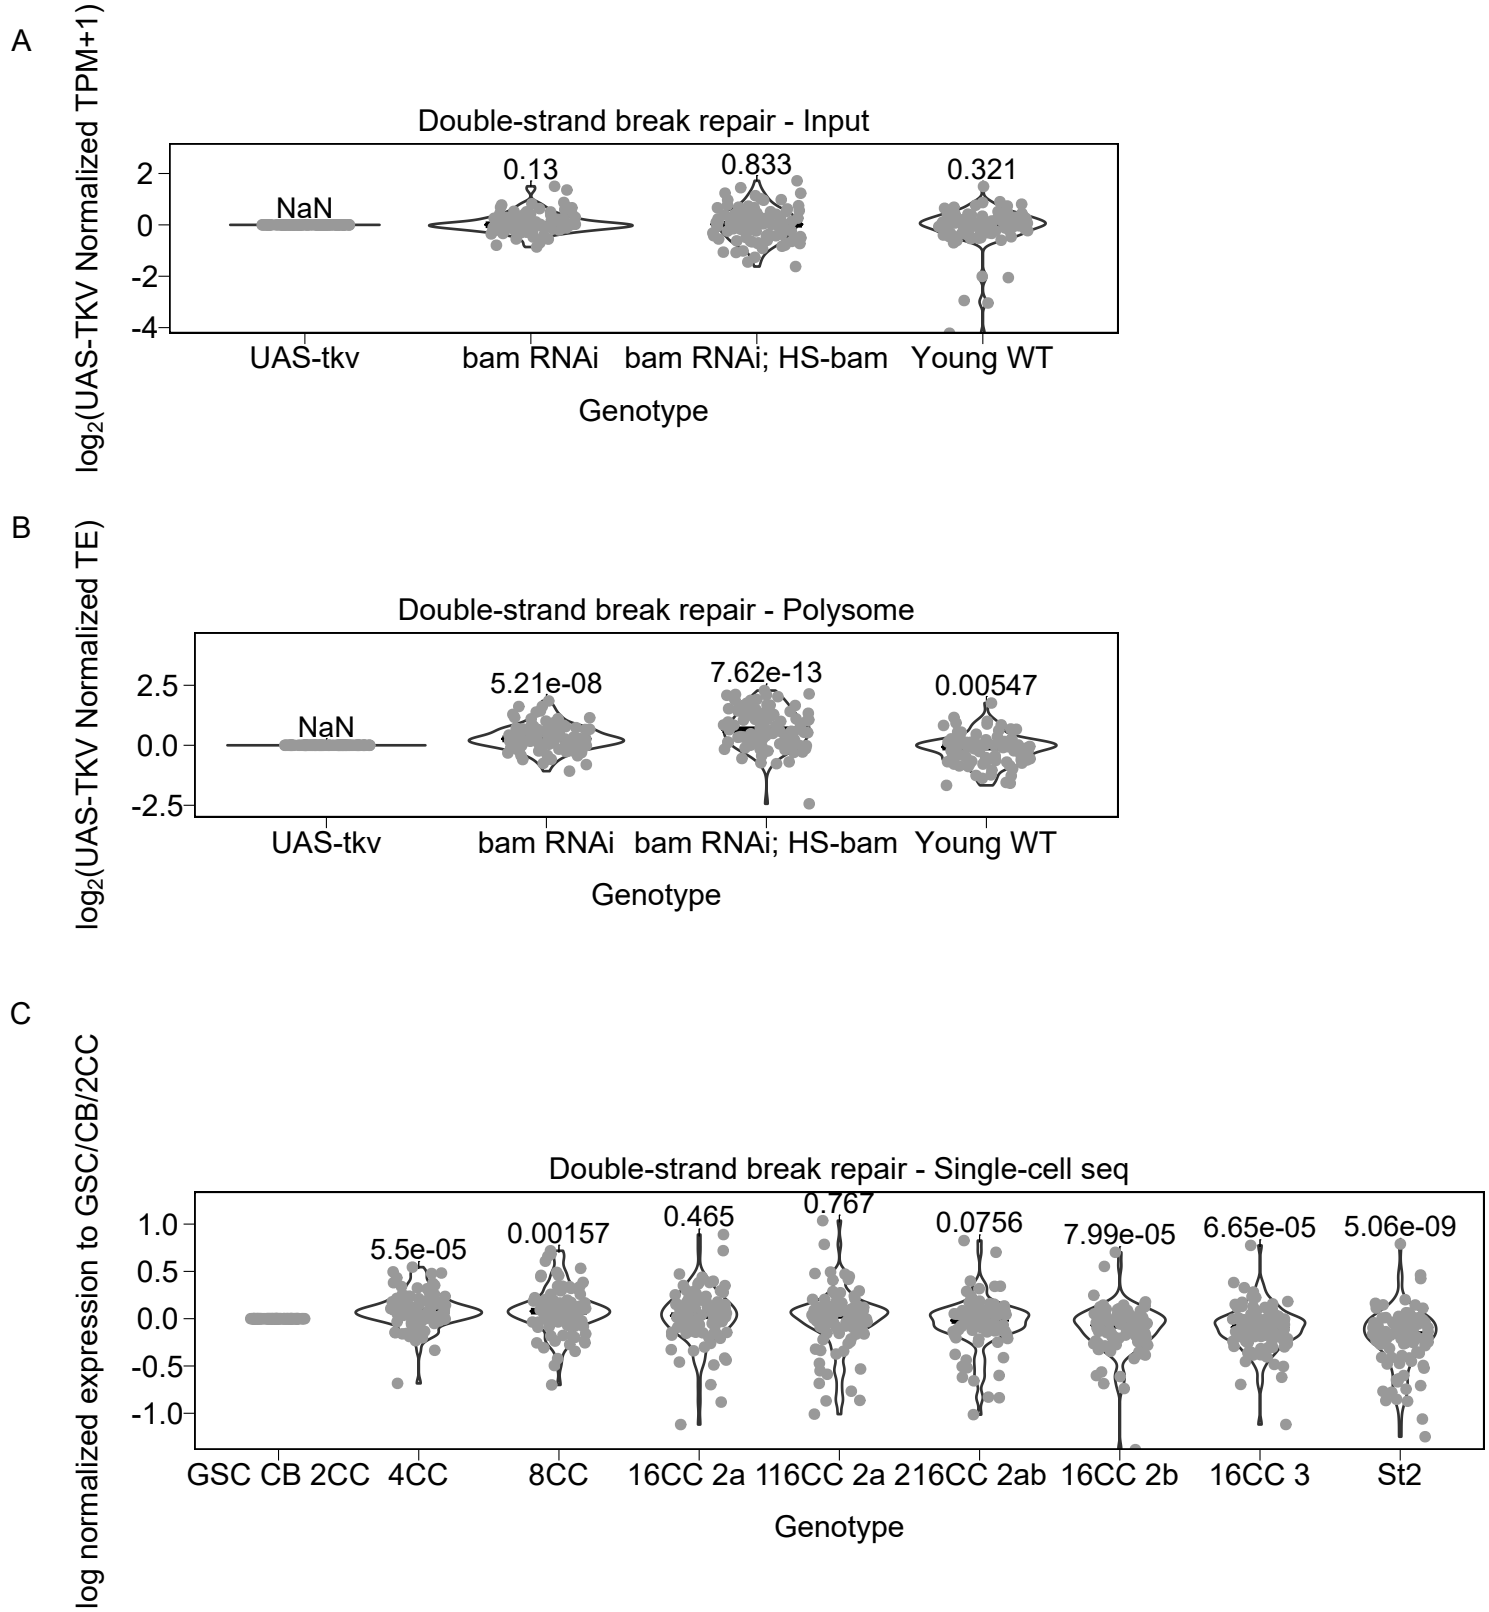 A
log2(UAS-TKV Normalized TPM+1)
Double-strand break repair - Input
NaN 0.13 0.833 0.321
2
0
-2
-4
UAS-tkv bam RNAi bam RNAi; HS-bam Young WT
Genotype
B
log2(UAS-TKV Normalized TE)
Double-strand break repair - Polysome
NaN 5.21e-08 7.62e-13 0.00547
2.5
0.0
-2.5
UAS-tkv bam RNAi bam RNAi; HS-bam Young WT
Genotype
C
log normalized expression to GSC/CB/2CC
Double-strand break repair - Single-cell seq
5.5e-05 0.00157 0.465 0.767 0.0756 7.99e-05 6.65e-05 5.06e-09
1.0
0.5
0.0
-0.5
-1.0
GSC CB 2CC 4CC 8CC 16CC 2a 1 16CC 2a 2 16CC 2ab 16CC 2b 16CC 3 St2
Genotype